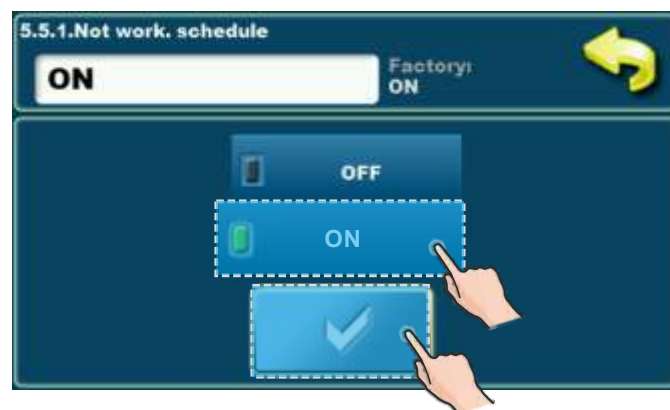 5.5.1.Not work. schedule
ON
Factory:
ON
OFF
ON